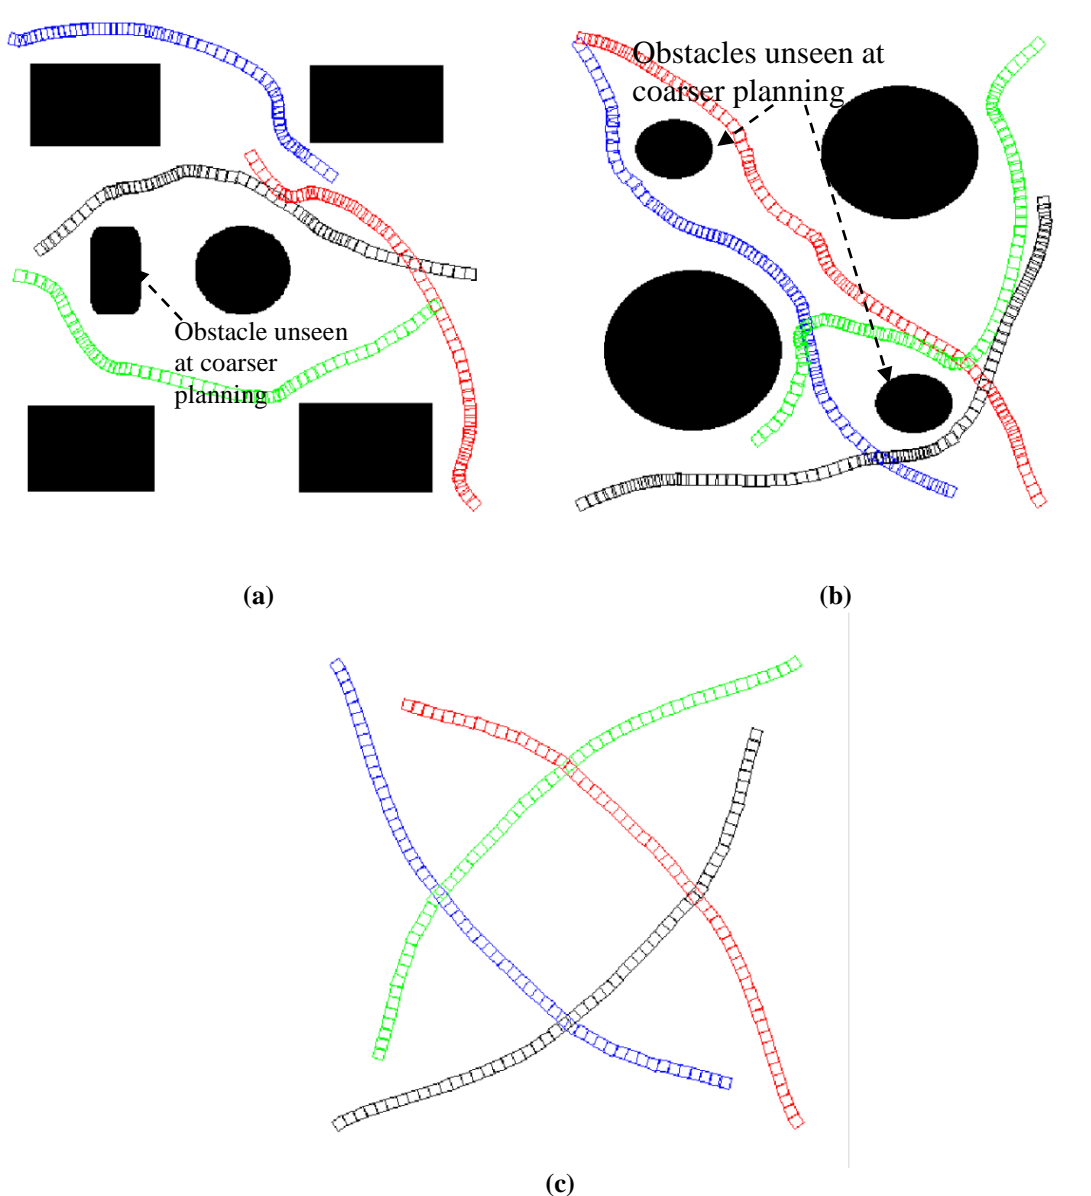 Obstacles unseen at
coarser planning
Obstacle unseen
at coarser
planning
(a)
(b)
(c)